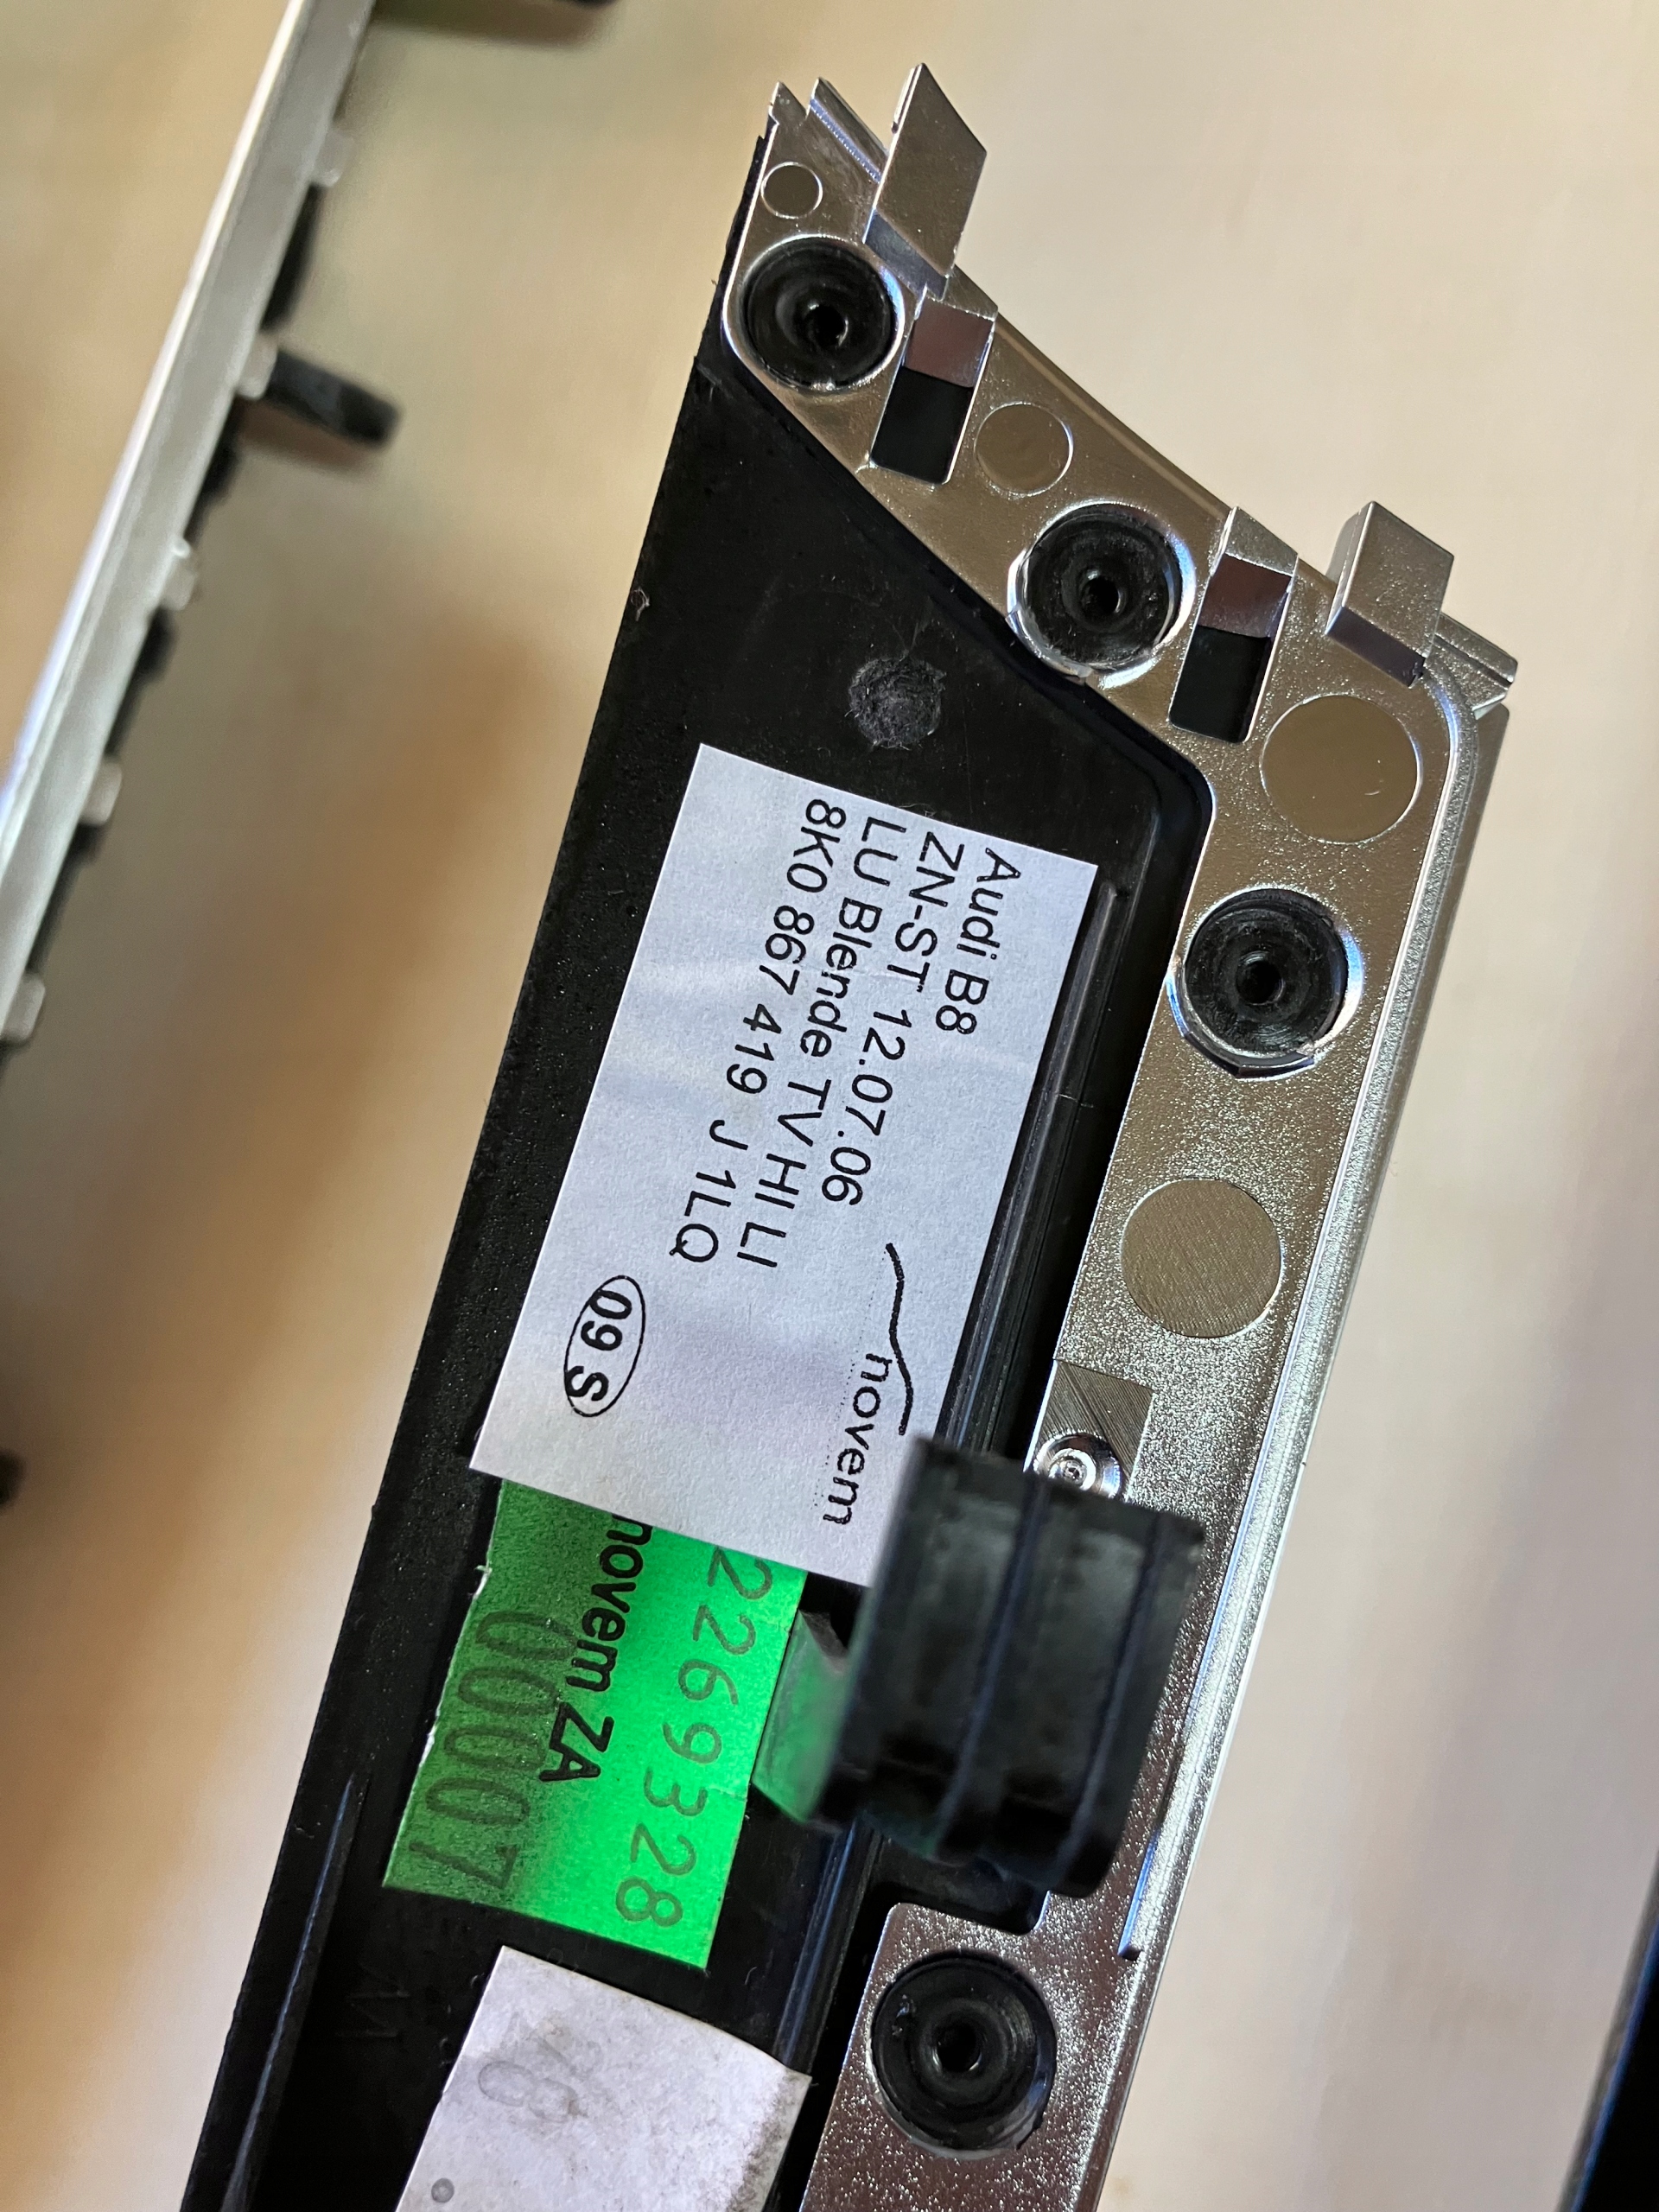 Audi B8
ZN-ST 12.07.06
LU Blende TV HI LI
8K0 867 419 J 1LQ
novem
09 S
2269328
novem ZA
00007